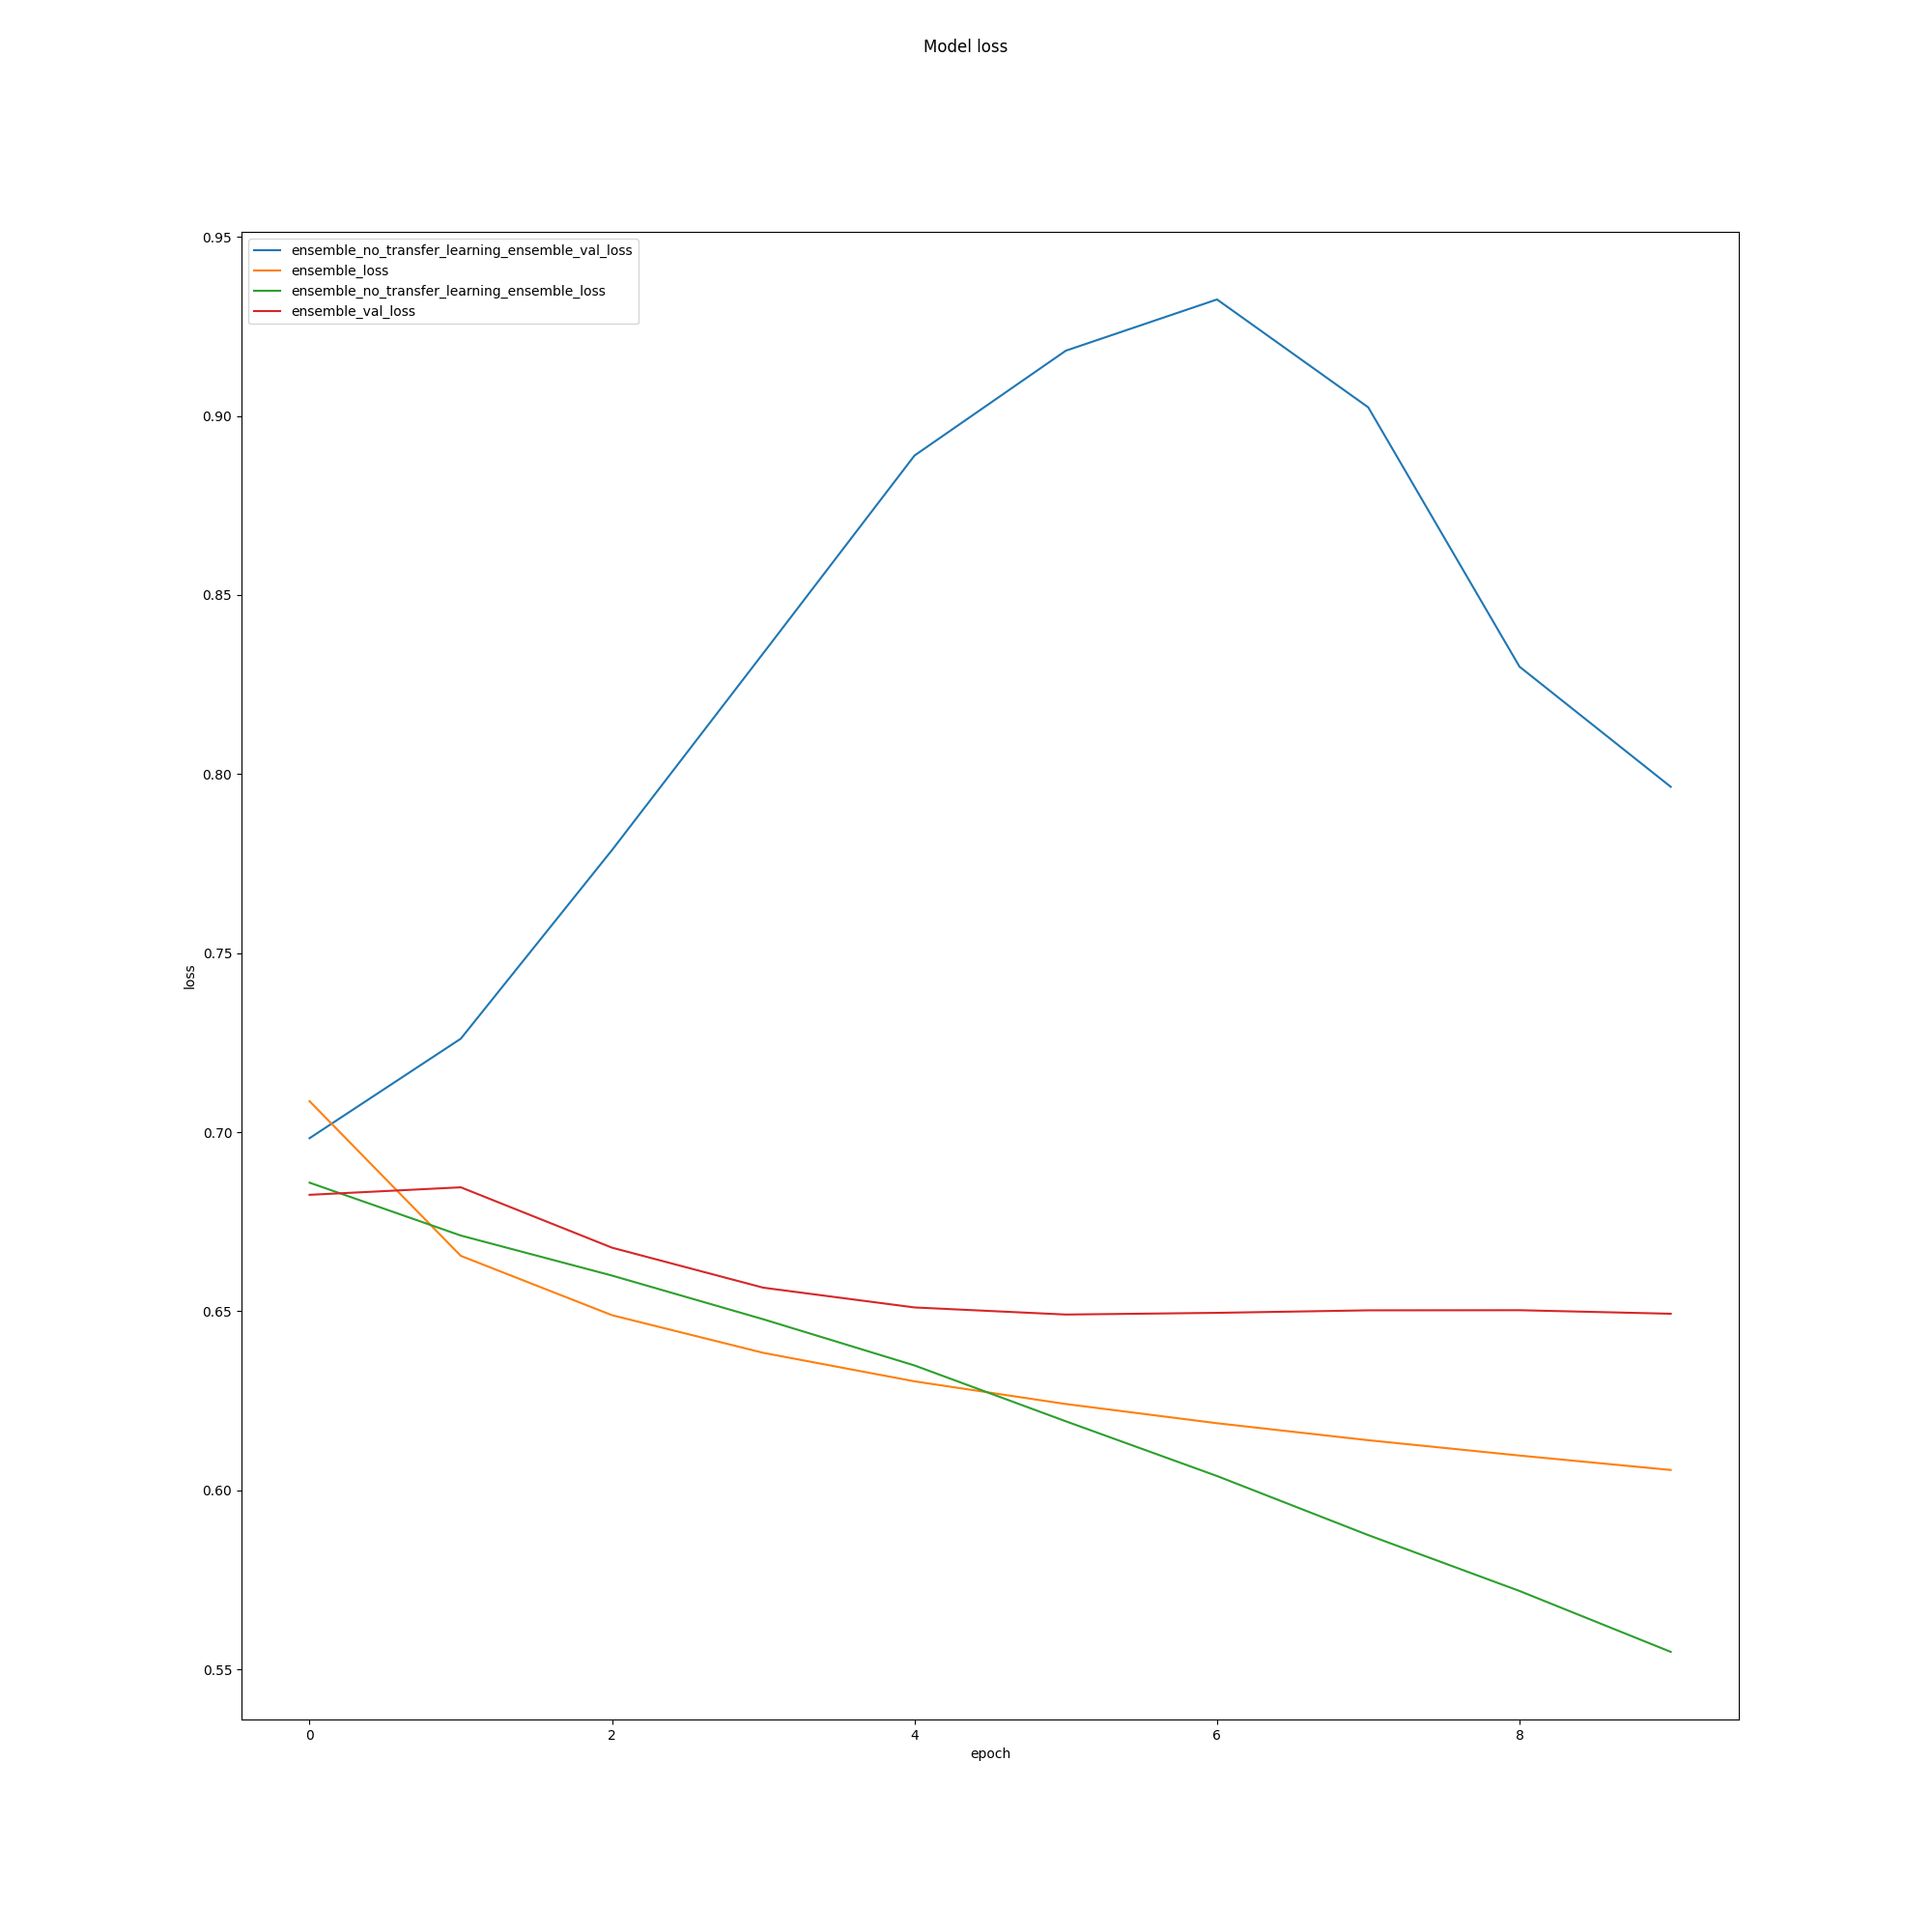 Model loss
ensemble_no_transfer_learning_ensemble_val_loss
ensemble_loss
ensemble_no_transfer_learning_ensemble_loss
ensemble_val_loss
0.95
0.90
0.85
0.80
0.75
0.70
0.65
0.60
0.55
loss
0 2 4 6 8
epoch